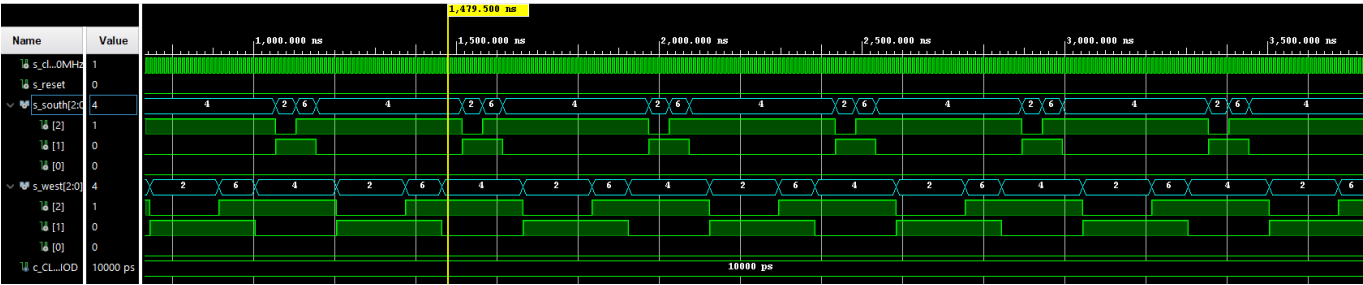 1,479.500 ns
Name Value 1,000.000 ns 1,500.000 ns 2,000.000 ns 2,500.000 ns 3,000.000 ns 3,500.000 ns
s_cl...0MHz 1
s_reset 0
s_south[2:0 4 4 2 6 4 2 6 4 2 6 4 2 6 4 2 6 4 2 6 4
[2] 1
[1] 0
[0] 0
s_west[2:0] 4 2 6 4 2 6 4 2 6 4 2 6 4 2 6 4 2 6 4 2 6
[2] 1
[1] 0
[0] 0
c_CL...IOD 10000 ps 10000 ps